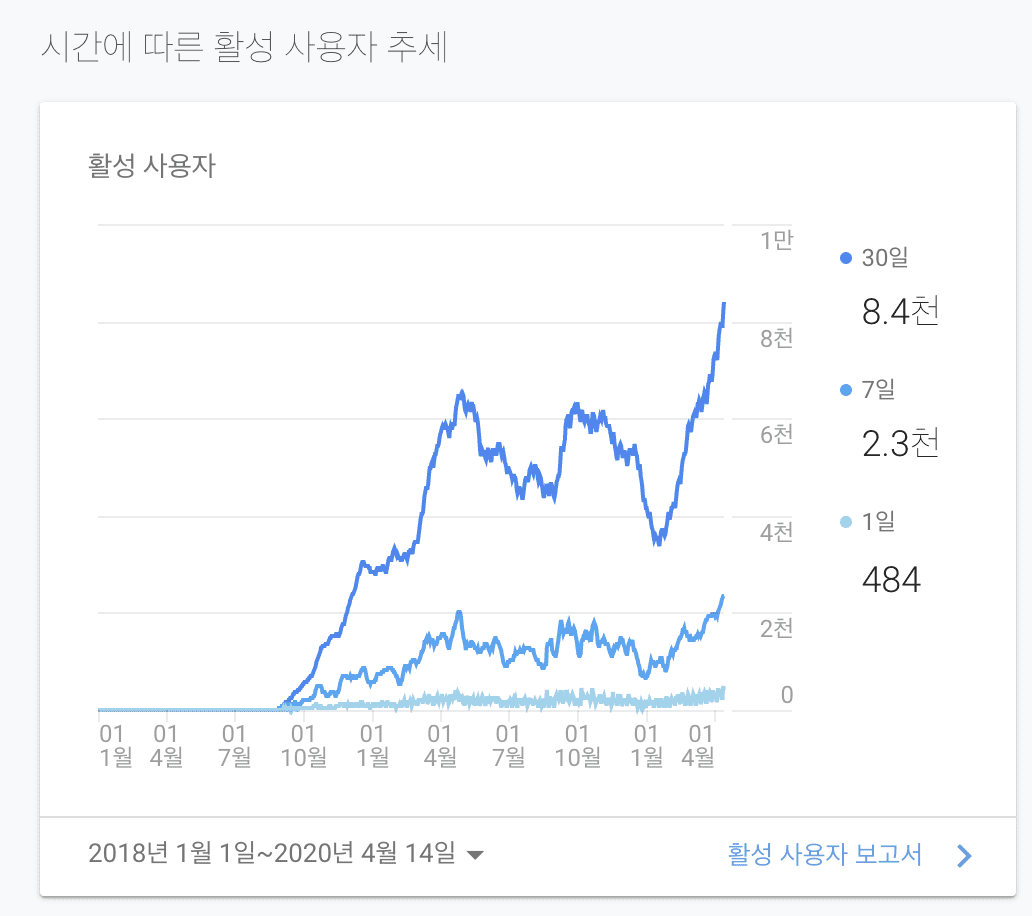 시간에 따른 활성 사용자 추세
활성 사용자
1만
8천
6천
4천
2천
0
30일
8.4천
7일
2.3천
1일
484
01 01 01 01 01 01 01 01 01 01
1월 4월 7월 10월 1월 4월 7월 10월 1월 4월
2018년 1월 1일~2020년 4월 14일
활성 사용자 보고서